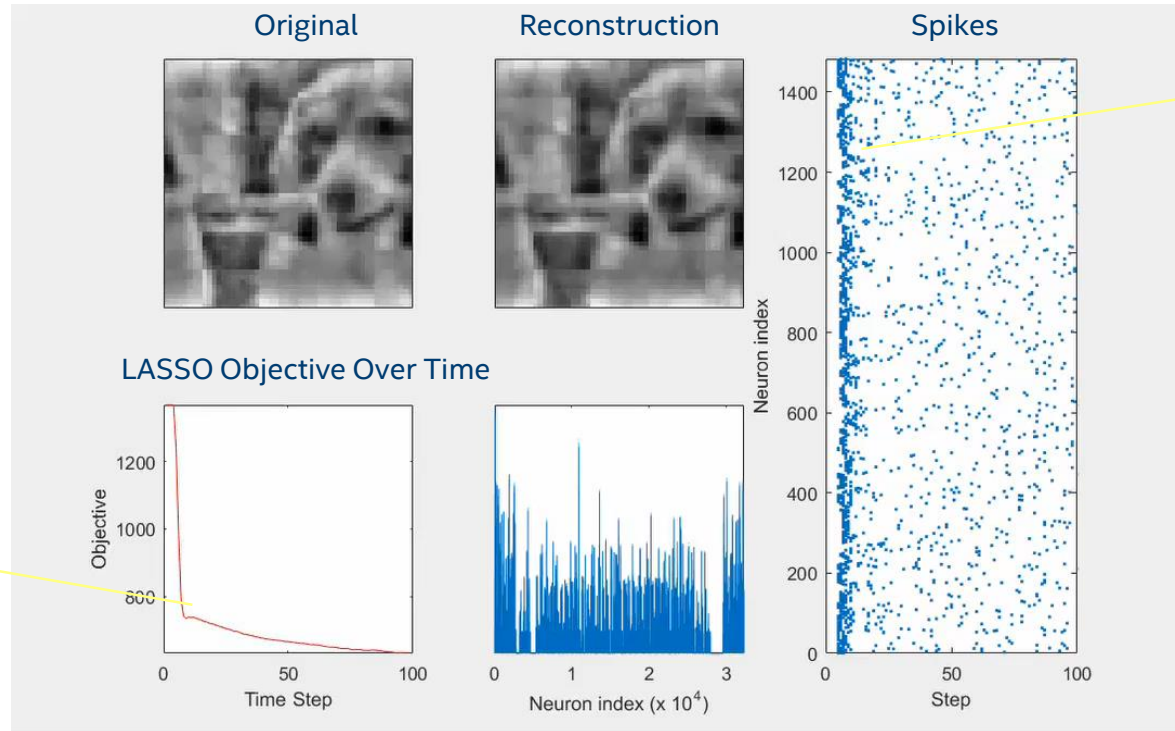 Original
Reconstruction
Spikes
1400
1200
1000
800
600
400
200
0
Neuron index
0
50
100
Step
LASSO Objective Over Time
1200
1000
800
Objective
0
50
100
Time Step
0
1
2
3
Neuron index (x 10⁴)